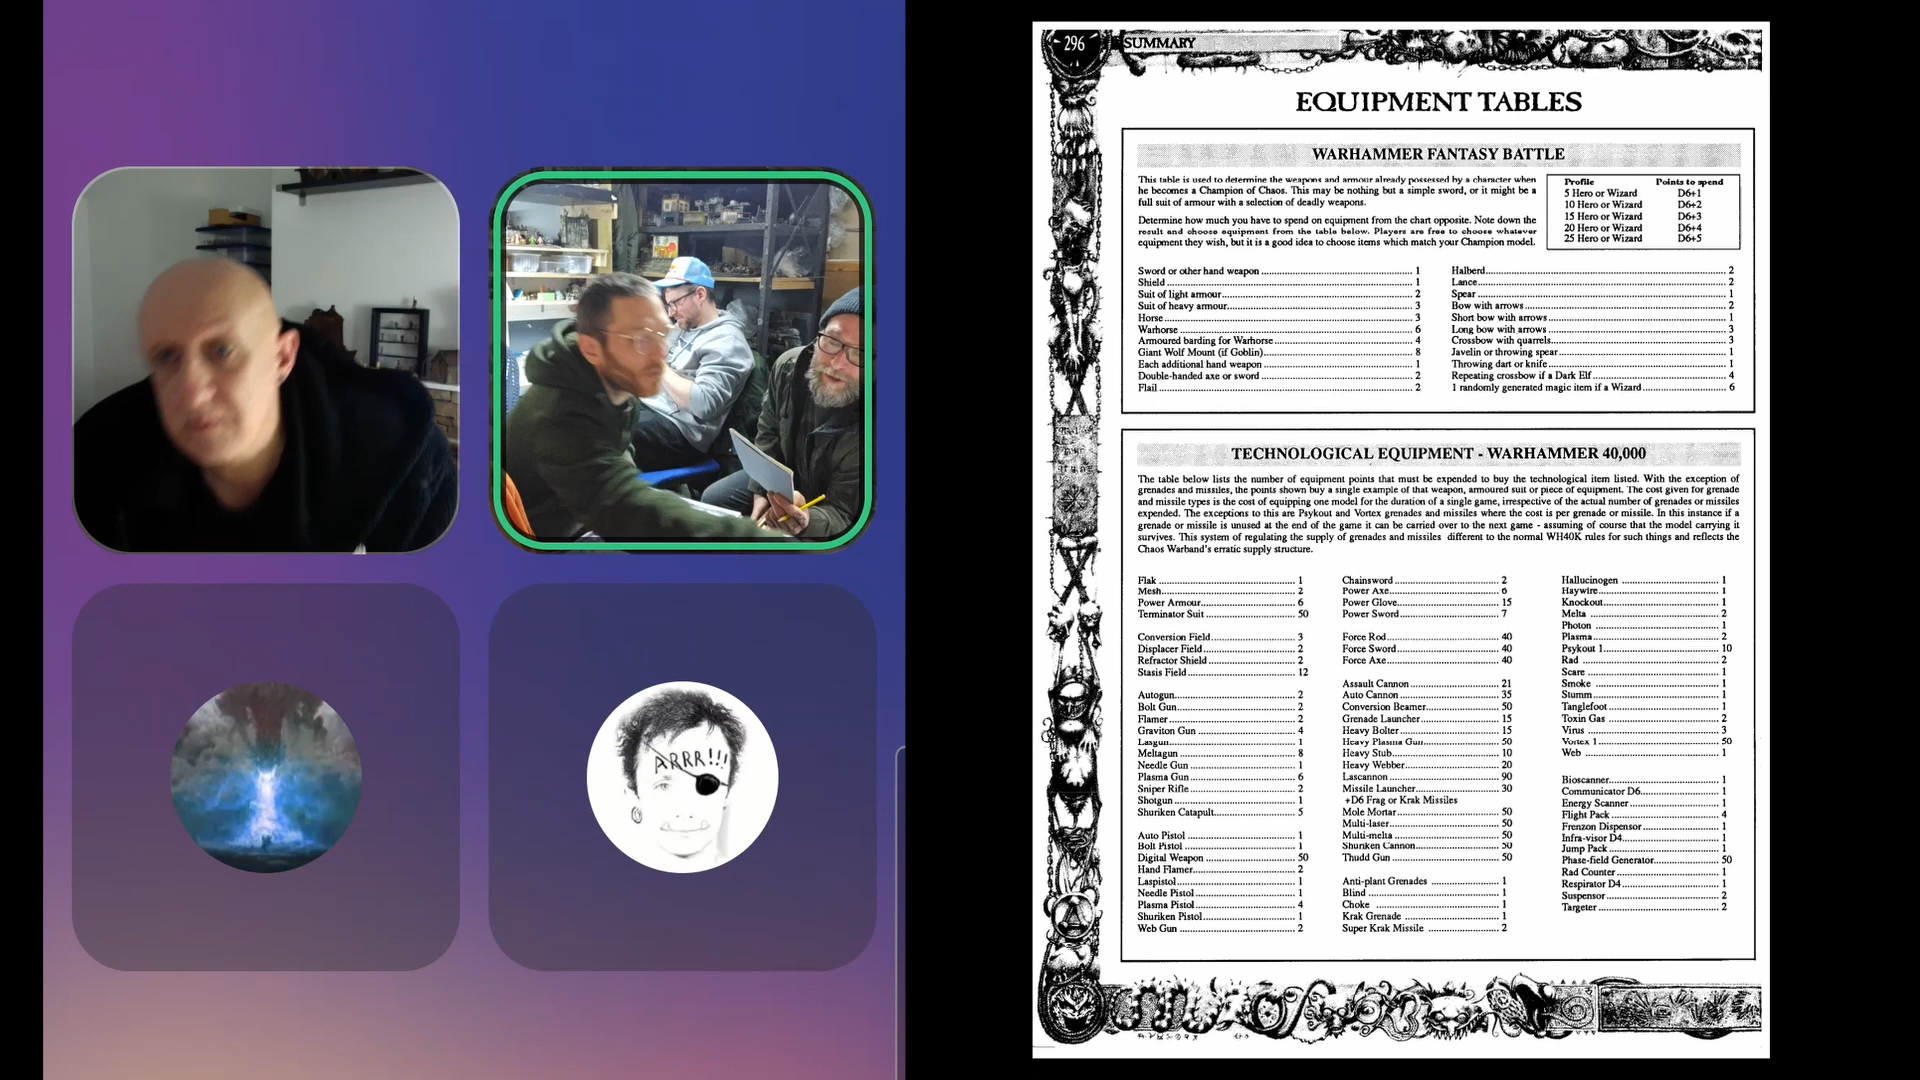 ARRR!!!
296
SUMMARY
EQUIPMENT TABLES
WARHAMMER FANTASY BATTLE
This table is used to determine the weapons and armour already possessed by a character when
he becomes a Champion of Chaos. This may be nothing but a simple sword, or it might be a
full suit of armour with a selection of deadly weapons.
Determine how much you have to spend on equipment from the chart opposite. Note down the
result and choose equipment from the table below. Players are free to choose whatever
equipment they wish, but it is a good idea to choose items which match your Champion model.
Profile Points to spend
5 Hero or Wizard D6+1
10 Hero or Wizard D6+2
15 Hero or Wizard D6+3
20 Hero or Wizard D6+4
25 Hero or Wizard D6+5
Sword or other hand weapon 1
Shield 1
Suit of light armour 2
Suit of heavy armour 3
Horse 3
Warhorse 6
Armoured barding for Warhorse 4
Giant Wolf Mount (if Goblin) 8
Each additional hand weapon 1
Double-handed axe or sword 2
Flail 2
Halberd 2
Lance 2
Spear 1
Bow with arrows 2
Short bow with arrows 1
Long bow with arrows 3
Crossbow with quarrels 3
Javelin or throwing spear 1
Throwing dart or knife 1
Repeating crossbow if a Dark Elf 4
1 randomly generated magic item if a Wizard 6
TECHNOLOGICAL EQUIPMENT - WARHAMMER 40,000
The table below lists the number of equipment points that must be expended to buy the technological item listed. With the exception of
grenades and missiles, the points shown buy a single example of that weapon, armoured suit or piece of equipment. The cost given for grenade
and missile types is the cost of equipping one model for the duration of a single game, irrespective of the actual number of grenades or missiles
expended. The exceptions to this are Psykout and Vortex grenades and missiles where the cost is per grenade or missile. In this instance if a
grenade or missile is unused at the end of the game it can be carried over to the next game - assuming of course that the model carrying it
survives. This system of regulating the supply of grenades and missiles different to the normal WH40K rules for such things and reflects the
Chaos Warband's erratic supply structure.
Flak 1
Mesh 2
Power Armour 6
Terminator Suit 50
Conversion Field 3
Displacer Field 2
Refractor Shield 2
Stasis Field 12
Autogun 2
Bolt Gun 2
Flamer 2
Graviton Gun 4
Lasgun 1
Meltagun 8
Needle Gun 1
Plasma Gun 6
Sniper Rifle 2
Shotgun 1
Shuriken Catapult 5
Auto Pistol 1
Bolt Pistol 1
Digital Weapon 50
Hand Flamer 2
Laspistol 1
Needle Pistol 1
Plasma Pistol 4
Shuriken Pistol 1
Web Gun 2
Chainsword 2
Power Axe 6
Power Glove 15
Power Sword 7
Force Rod 40
Force Sword 40
Force Axe 40
Assault Cannon 21
Auto Cannon 35
Conversion Beamer 50
Grenade Launcher 15
Heavy Bolter 15
Heavy Plasma Gun 50
Heavy Stub 10
Heavy Webber 20
Lascannon 90
Missile Launcher 30
+D6 Frag or Krak Missiles
Mole Mortar 50
Multi-laser 50
Multi-melta 50
Shuriken Cannon 50
Thudd Gun 50
Anti-plant Grenades 1
Blind 1
Choke 1
Krak Grenade 1
Super Krak Missile 2
Hallucinogen 1
Haywire 1
Knockout 1
Melta 2
Photon 1
Plasma 2
Psykout 1 10
Rad 2
Scare 1
Smoke 1
Stumm 1
Tanglefoot 1
Toxin Gas 2
Virus 3
Vortex 1 50
Web 1
Bioscanner 1
Communicator D6 1
Energy Scanner 1
Flight Pack 4
Frenzon Dispensor 1
Infra-visor D4 1
Jump Pack 1
Phase-field Generator 50
Rad Counter 1
Respirator D4 1
Suspensor 2
Targeter 2